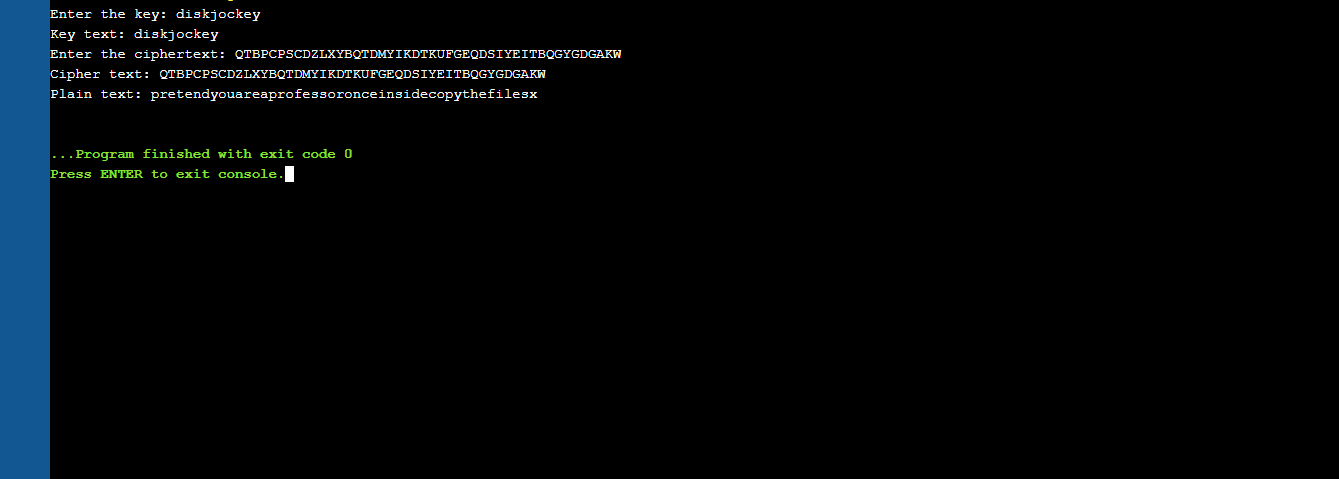 Enter the key: diskjockey
Key text: diskjockey
Enter the ciphertext: QTBPCPSCDZLXYBQTDMYIKDTKUFGEQDSIYEITBQGYGDGAKW
Cipher text: QTBPCPSCDZLXYBQTDMYIKDTKUFGEQDSIYEITBQGYGDGAKW
Plain text: pretendyouareaprofessoronceinsidecopythefilesx
...Program finished with exit code 0
Press ENTER to exit console.